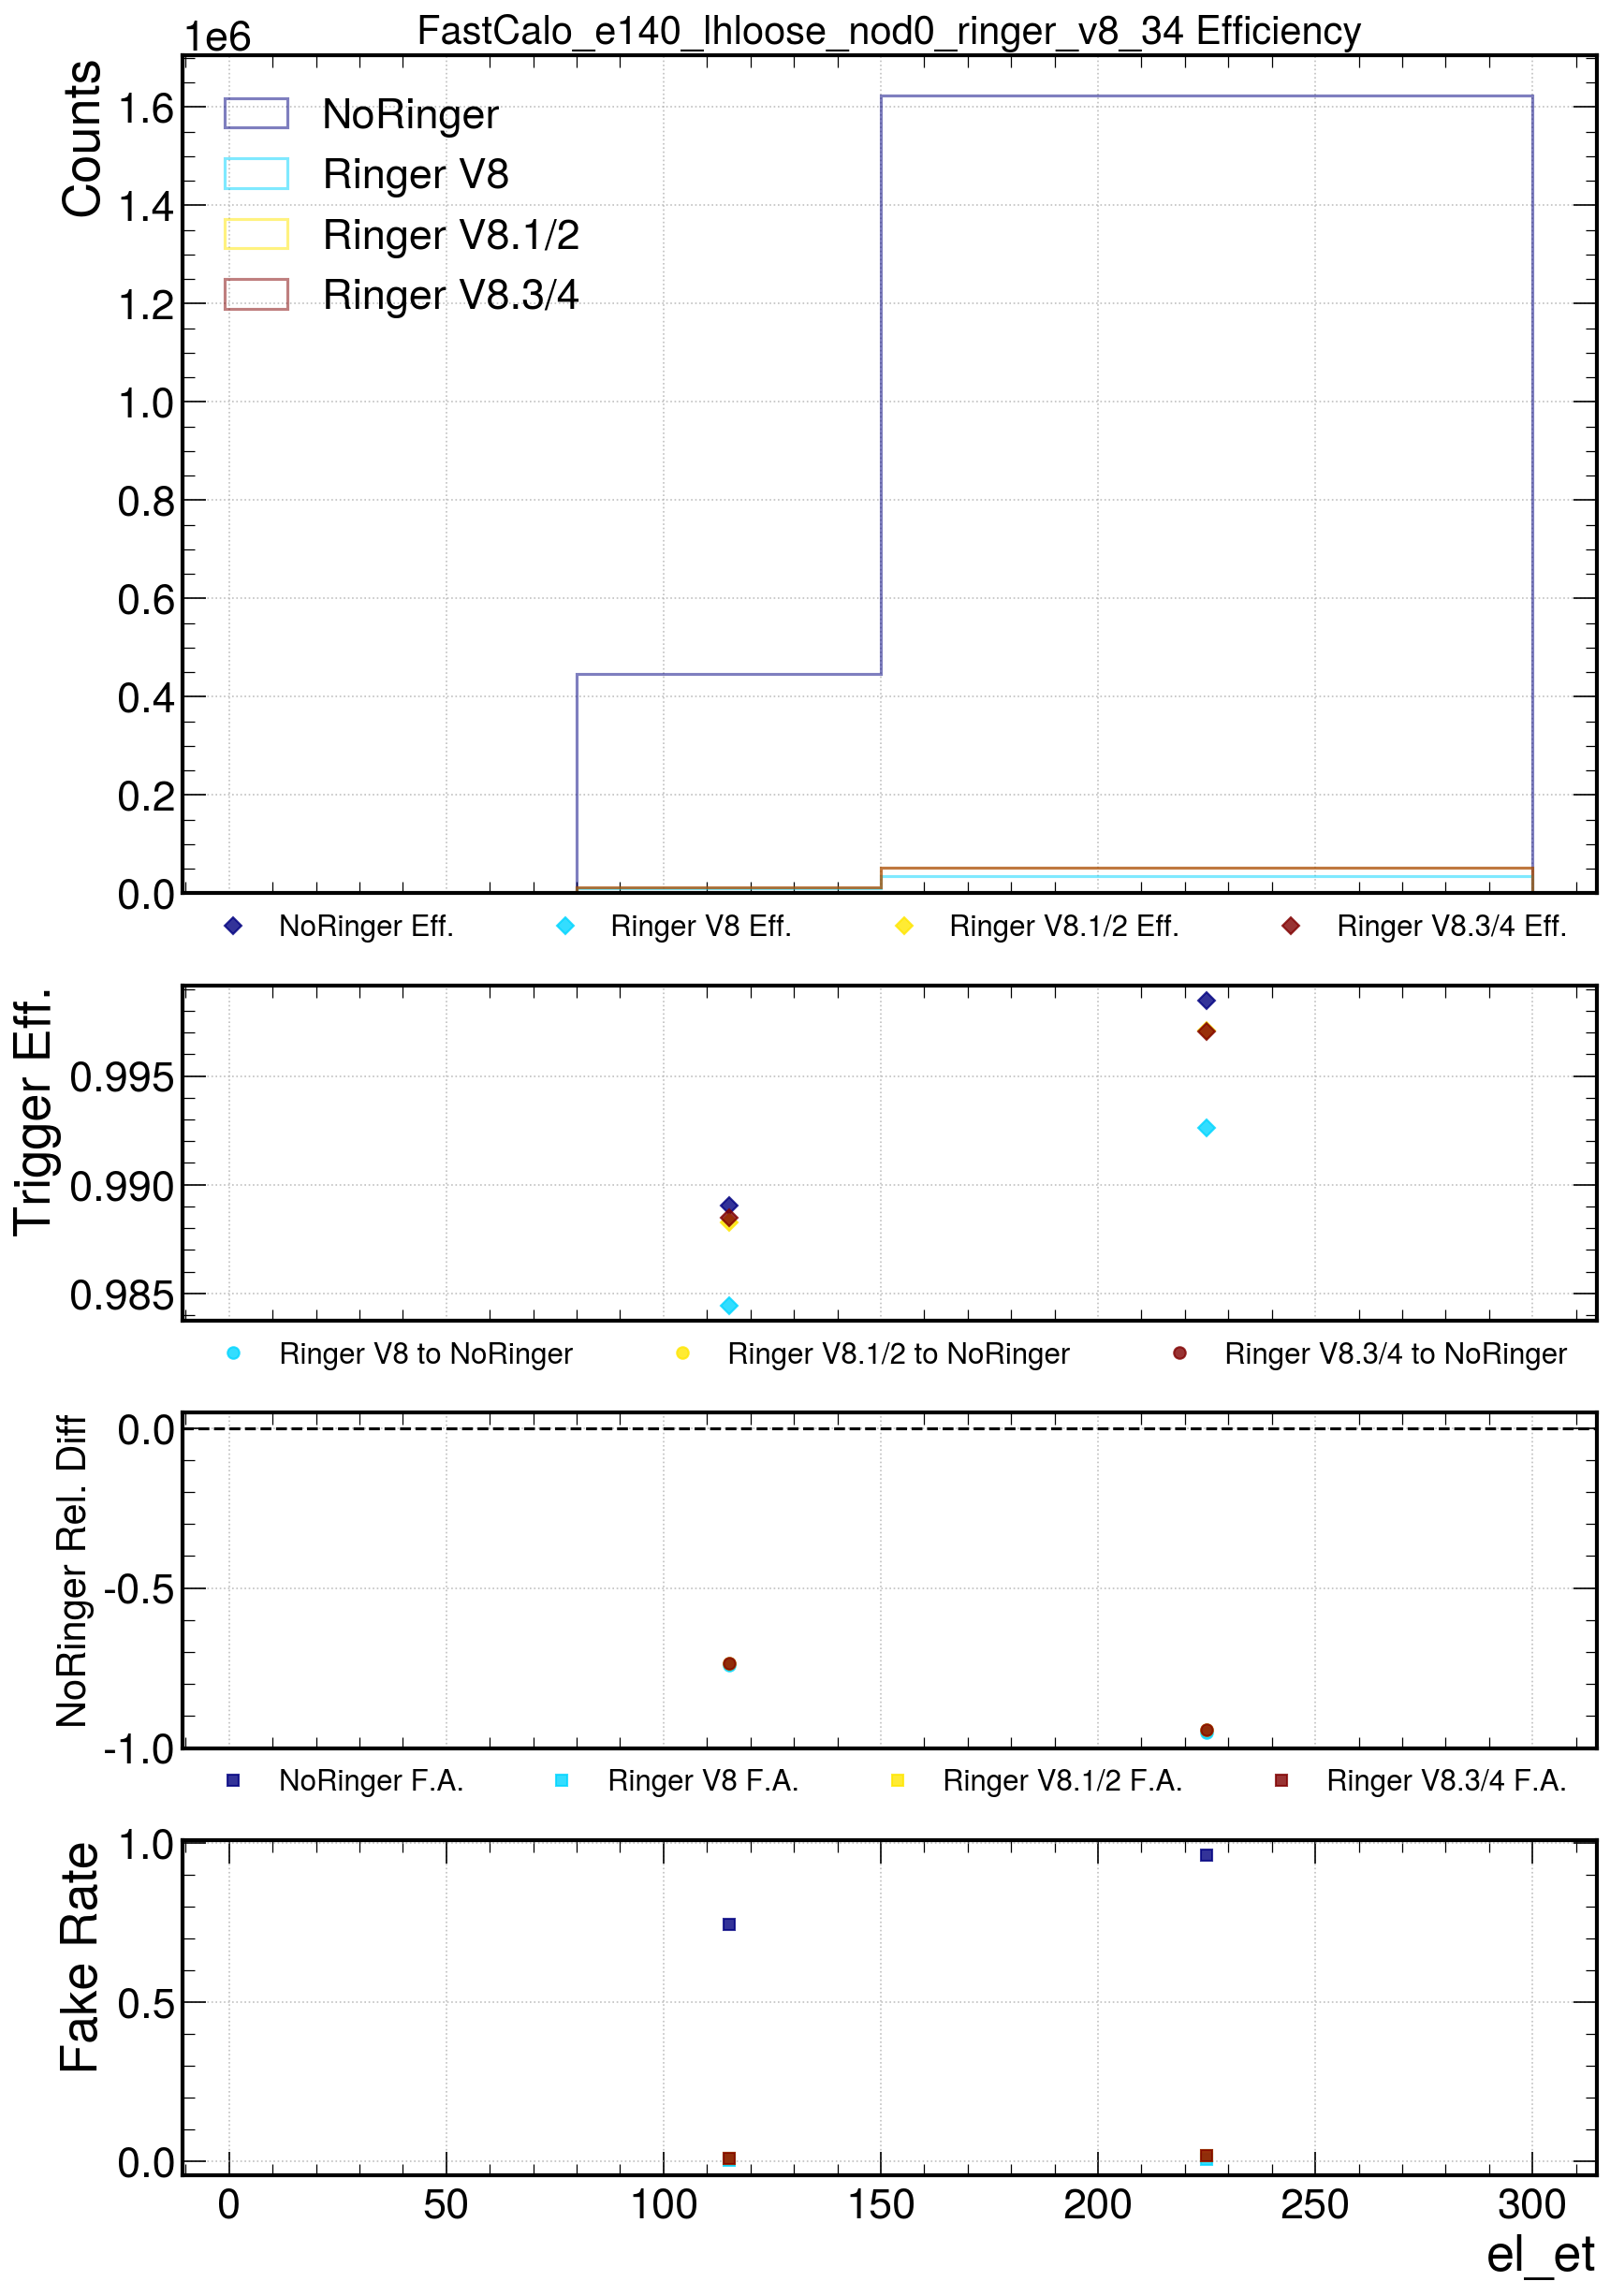 FastCalo_e140_lhloose_nod0_ringer_v8_34 Efficiency
1e6
Counts
1.6
1.4
1.2
1.0
0.8
0.6
0.4
0.2
0.0
NoRinger
Ringer V8
Ringer V8.1/2
Ringer V8.3/4
NoRinger Eff. Ringer V8 Eff. Ringer V8.1/2 Eff. Ringer V8.3/4 Eff.
Trigger Eff.
0.995
0.990
0.985
Ringer V8 to NoRinger Ringer V8.1/2 to NoRinger Ringer V8.3/4 to NoRinger
NoRinger Rel. Diff
0.0
-0.5
-1.0
NoRinger F.A. Ringer V8 F.A. Ringer V8.1/2 F.A. Ringer V8.3/4 F.A.
Fake Rate
1.0
0.5
0.0
0 50 100 150 200 250 300
el_et